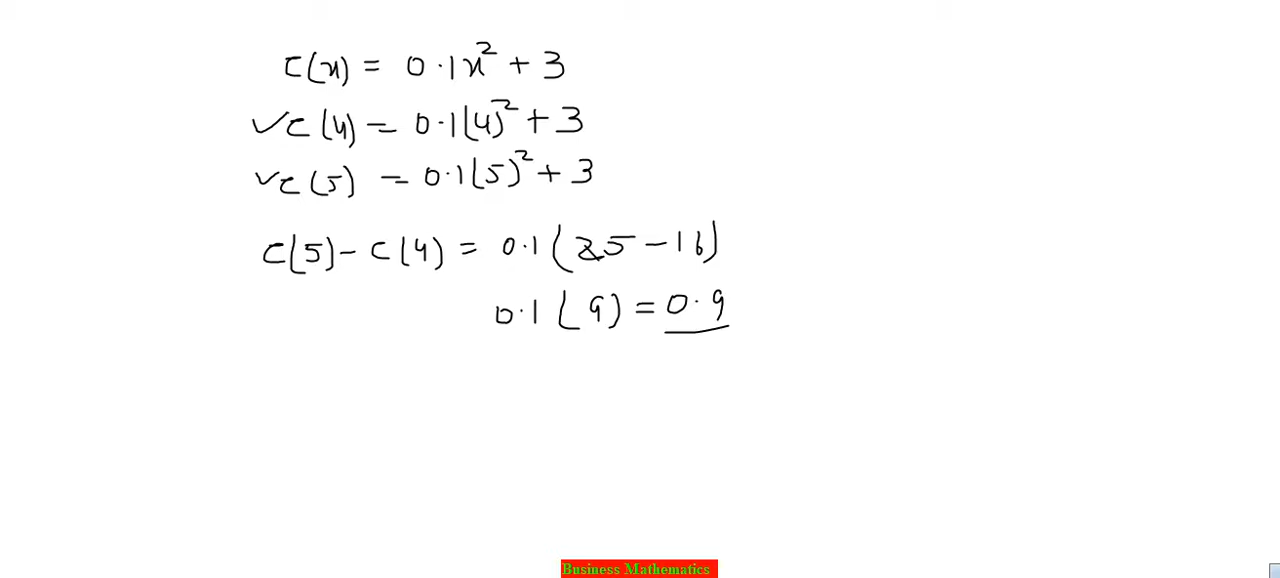 C(x) = 0.1x² + 3
✓C(4) = 0.1(4)² + 3
✓C(5) = 0.1(5)² + 3
C(5) - C(4) = 0.1(25 - 16)
0.1(9) = 0.9
Business Mathematics